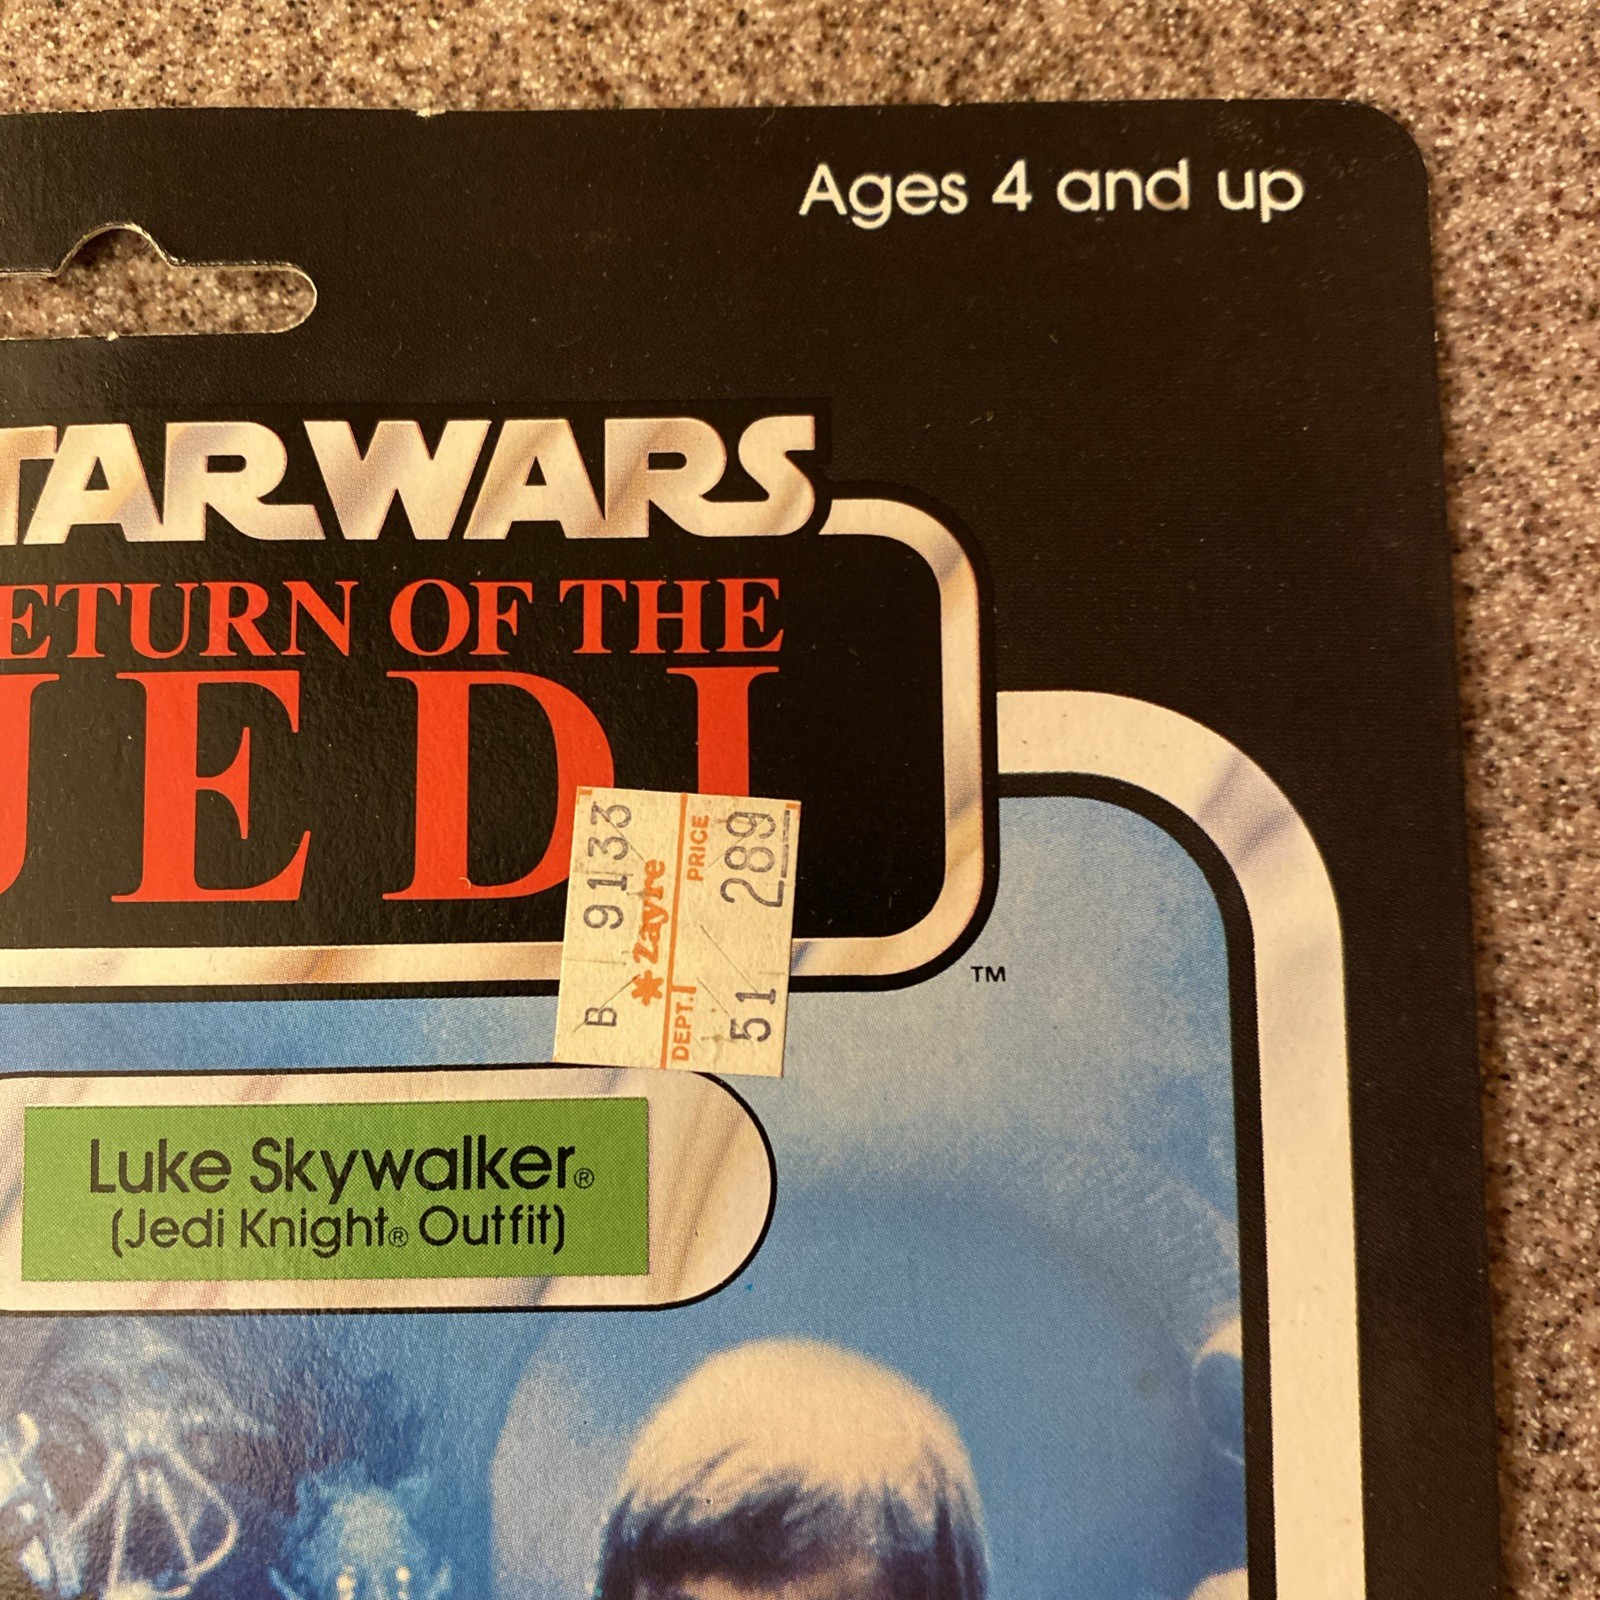 Ages 4 and up
TAR WARS
ETURN OF THE
JEDI
TM
B 9133
Zayre
DEPT. PRICE
51 289
Luke Skywalker®
(Jedi Knight® Outfit)